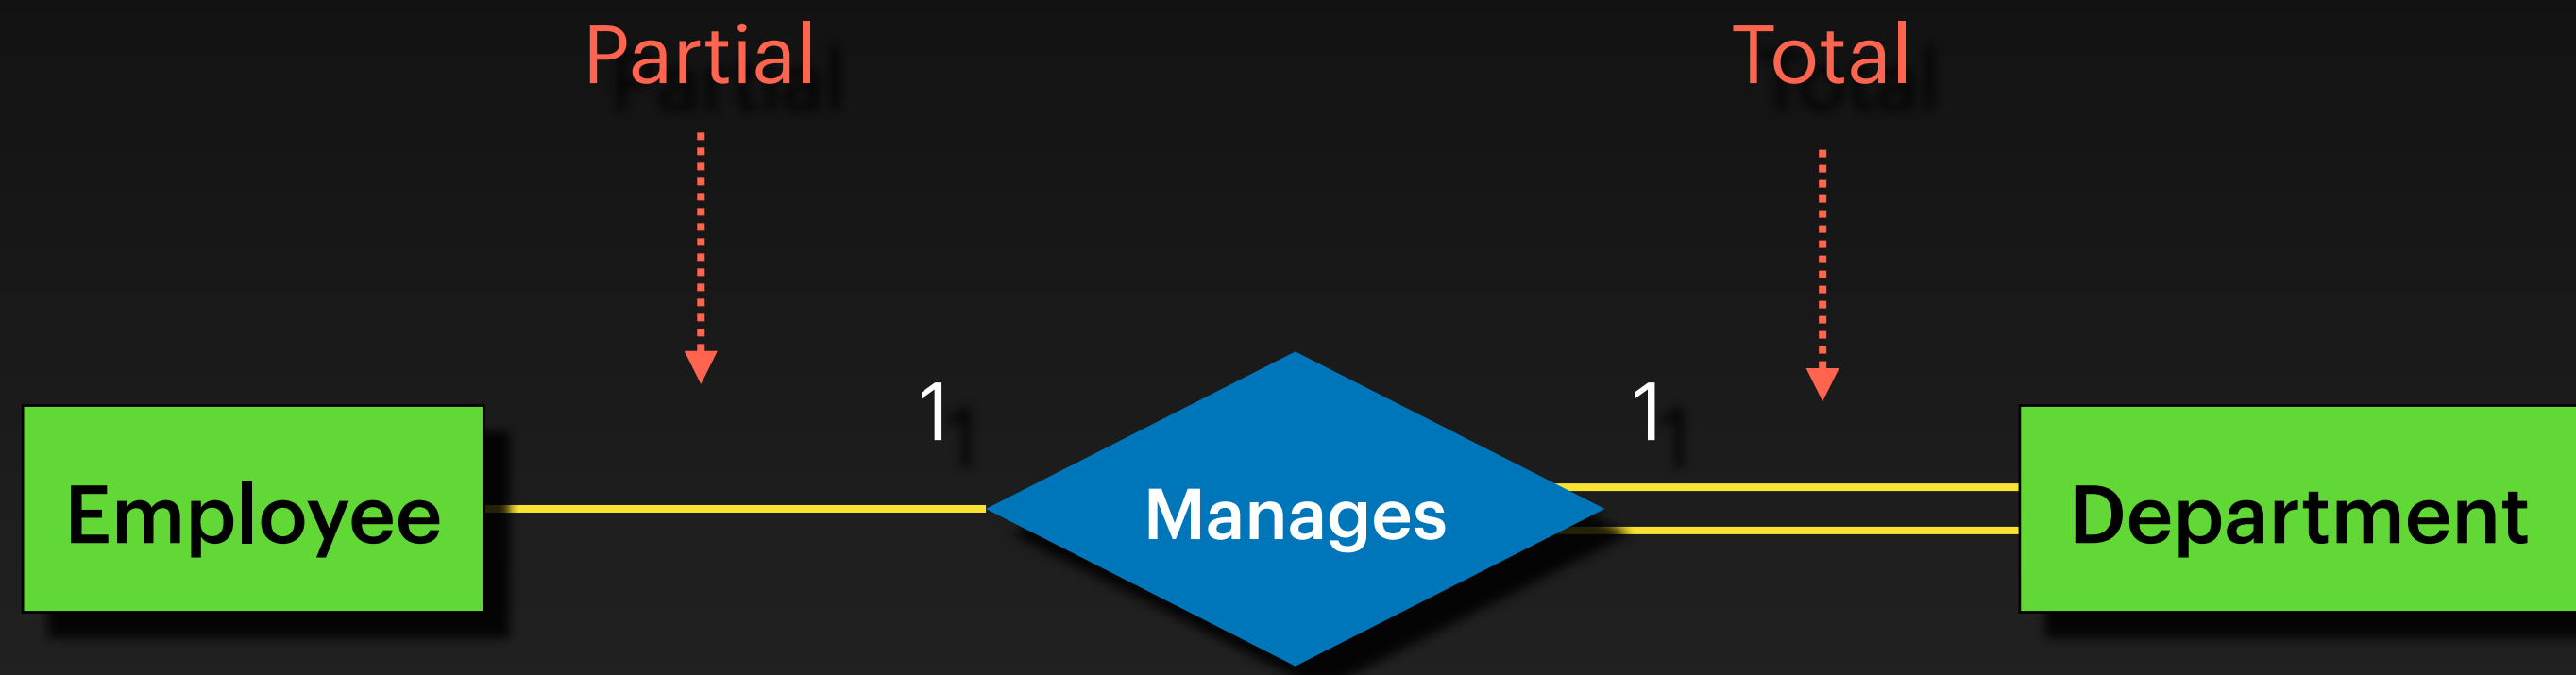 Partial
Total
1
1
Employee
Manages
Department